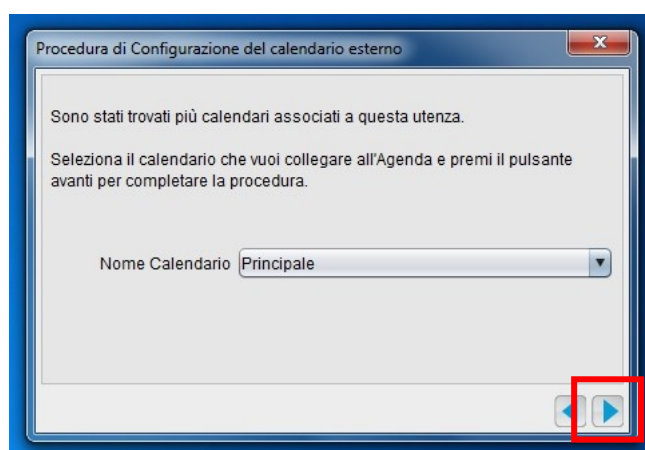 Procedura di Configurazione del calendario esterno
Sono stati trovati più calendari associati a questa utenza.
Seleziona il calendario che vuoi collegare all'Agenda e premi il pulsante
avanti per completare la procedura.
Nome Calendario Principale